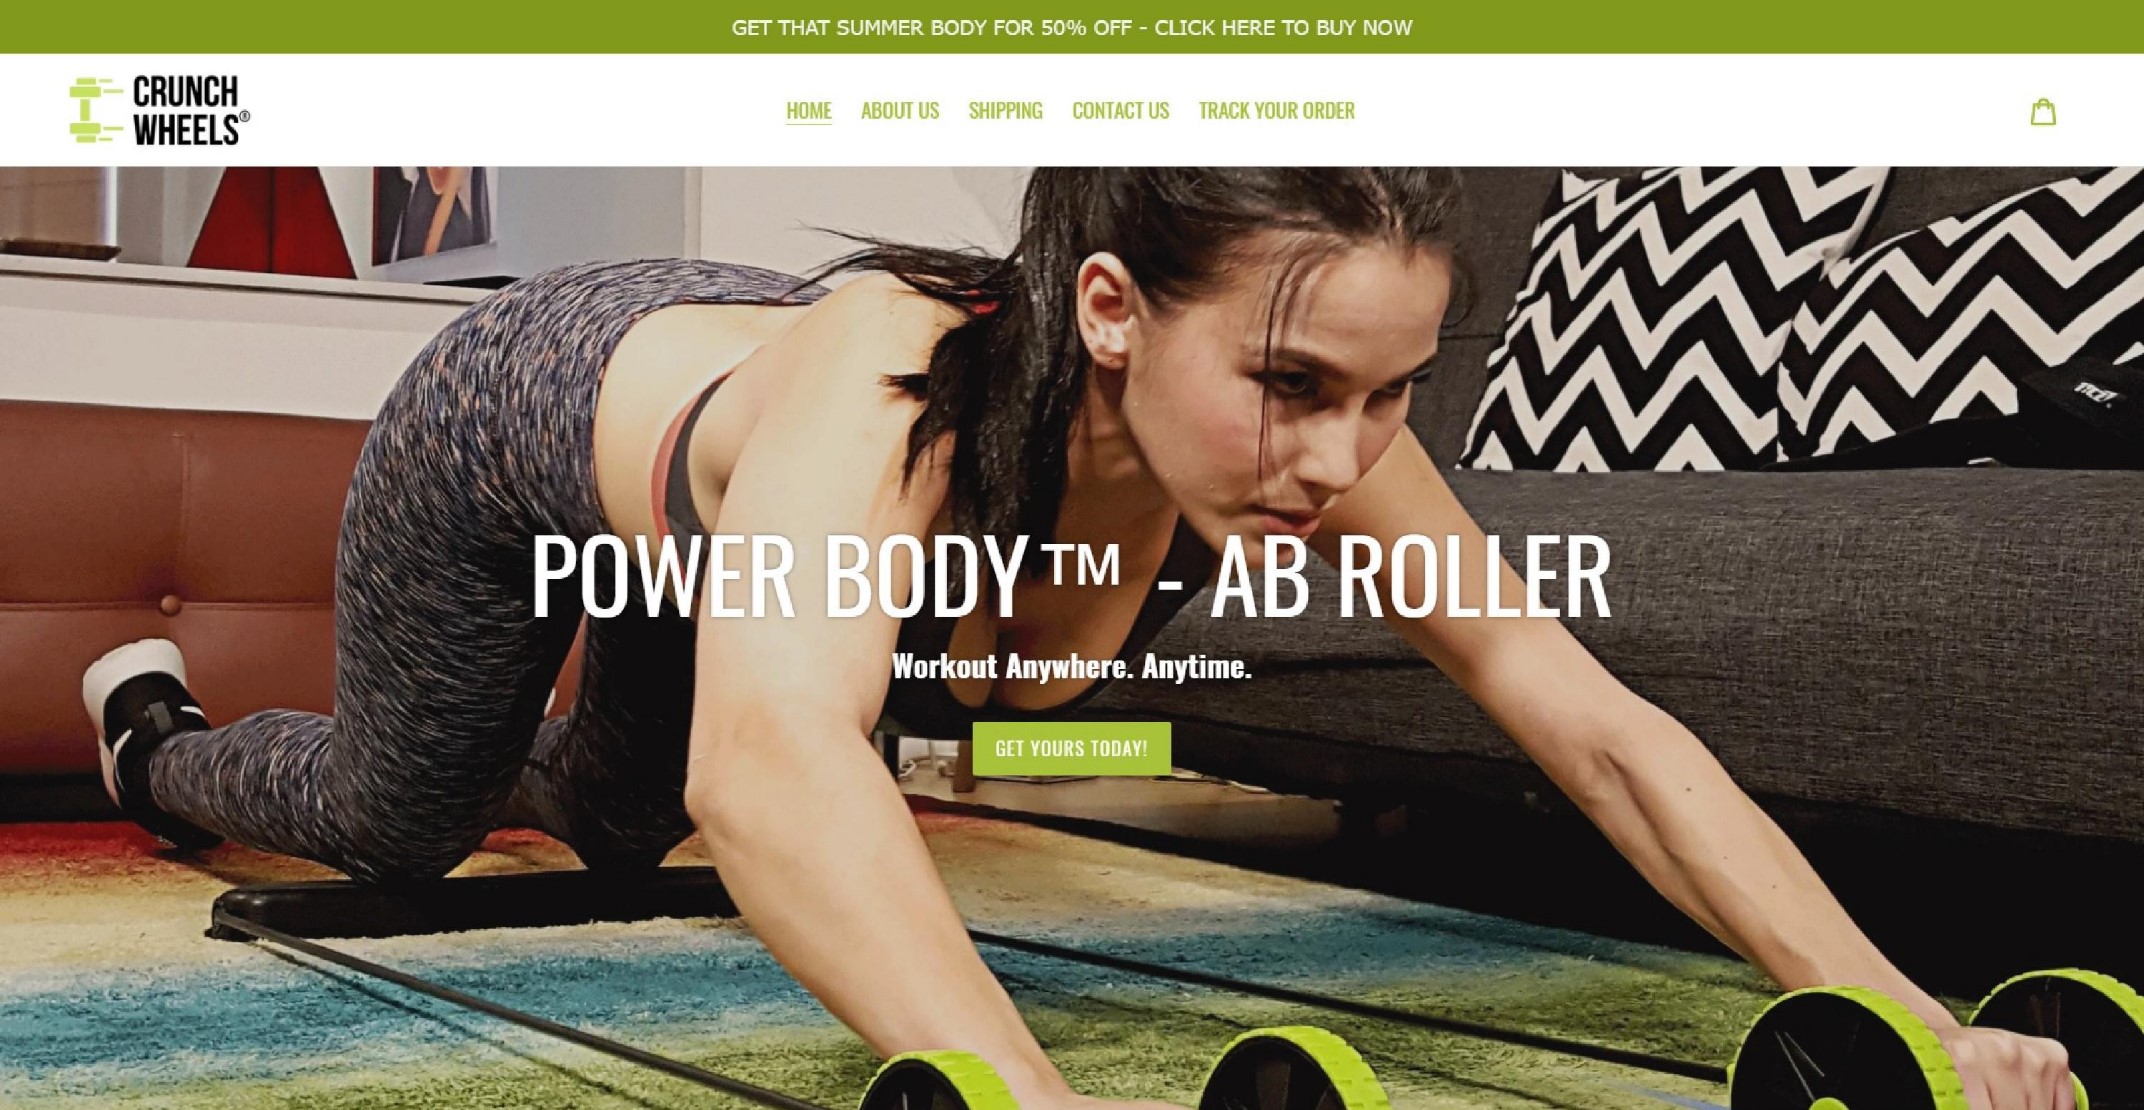 GET THAT SUMMER BODY FOR 50% OFF - CLICK HERE TO BUY NOW
CRUNCH
WHEELS®
HOME ABOUT US SHIPPING CONTACT US TRACK YOUR ORDER
POWER BODY™ - AB ROLLER
Workout Anywhere. Anytime.
GET YOURS TODAY!